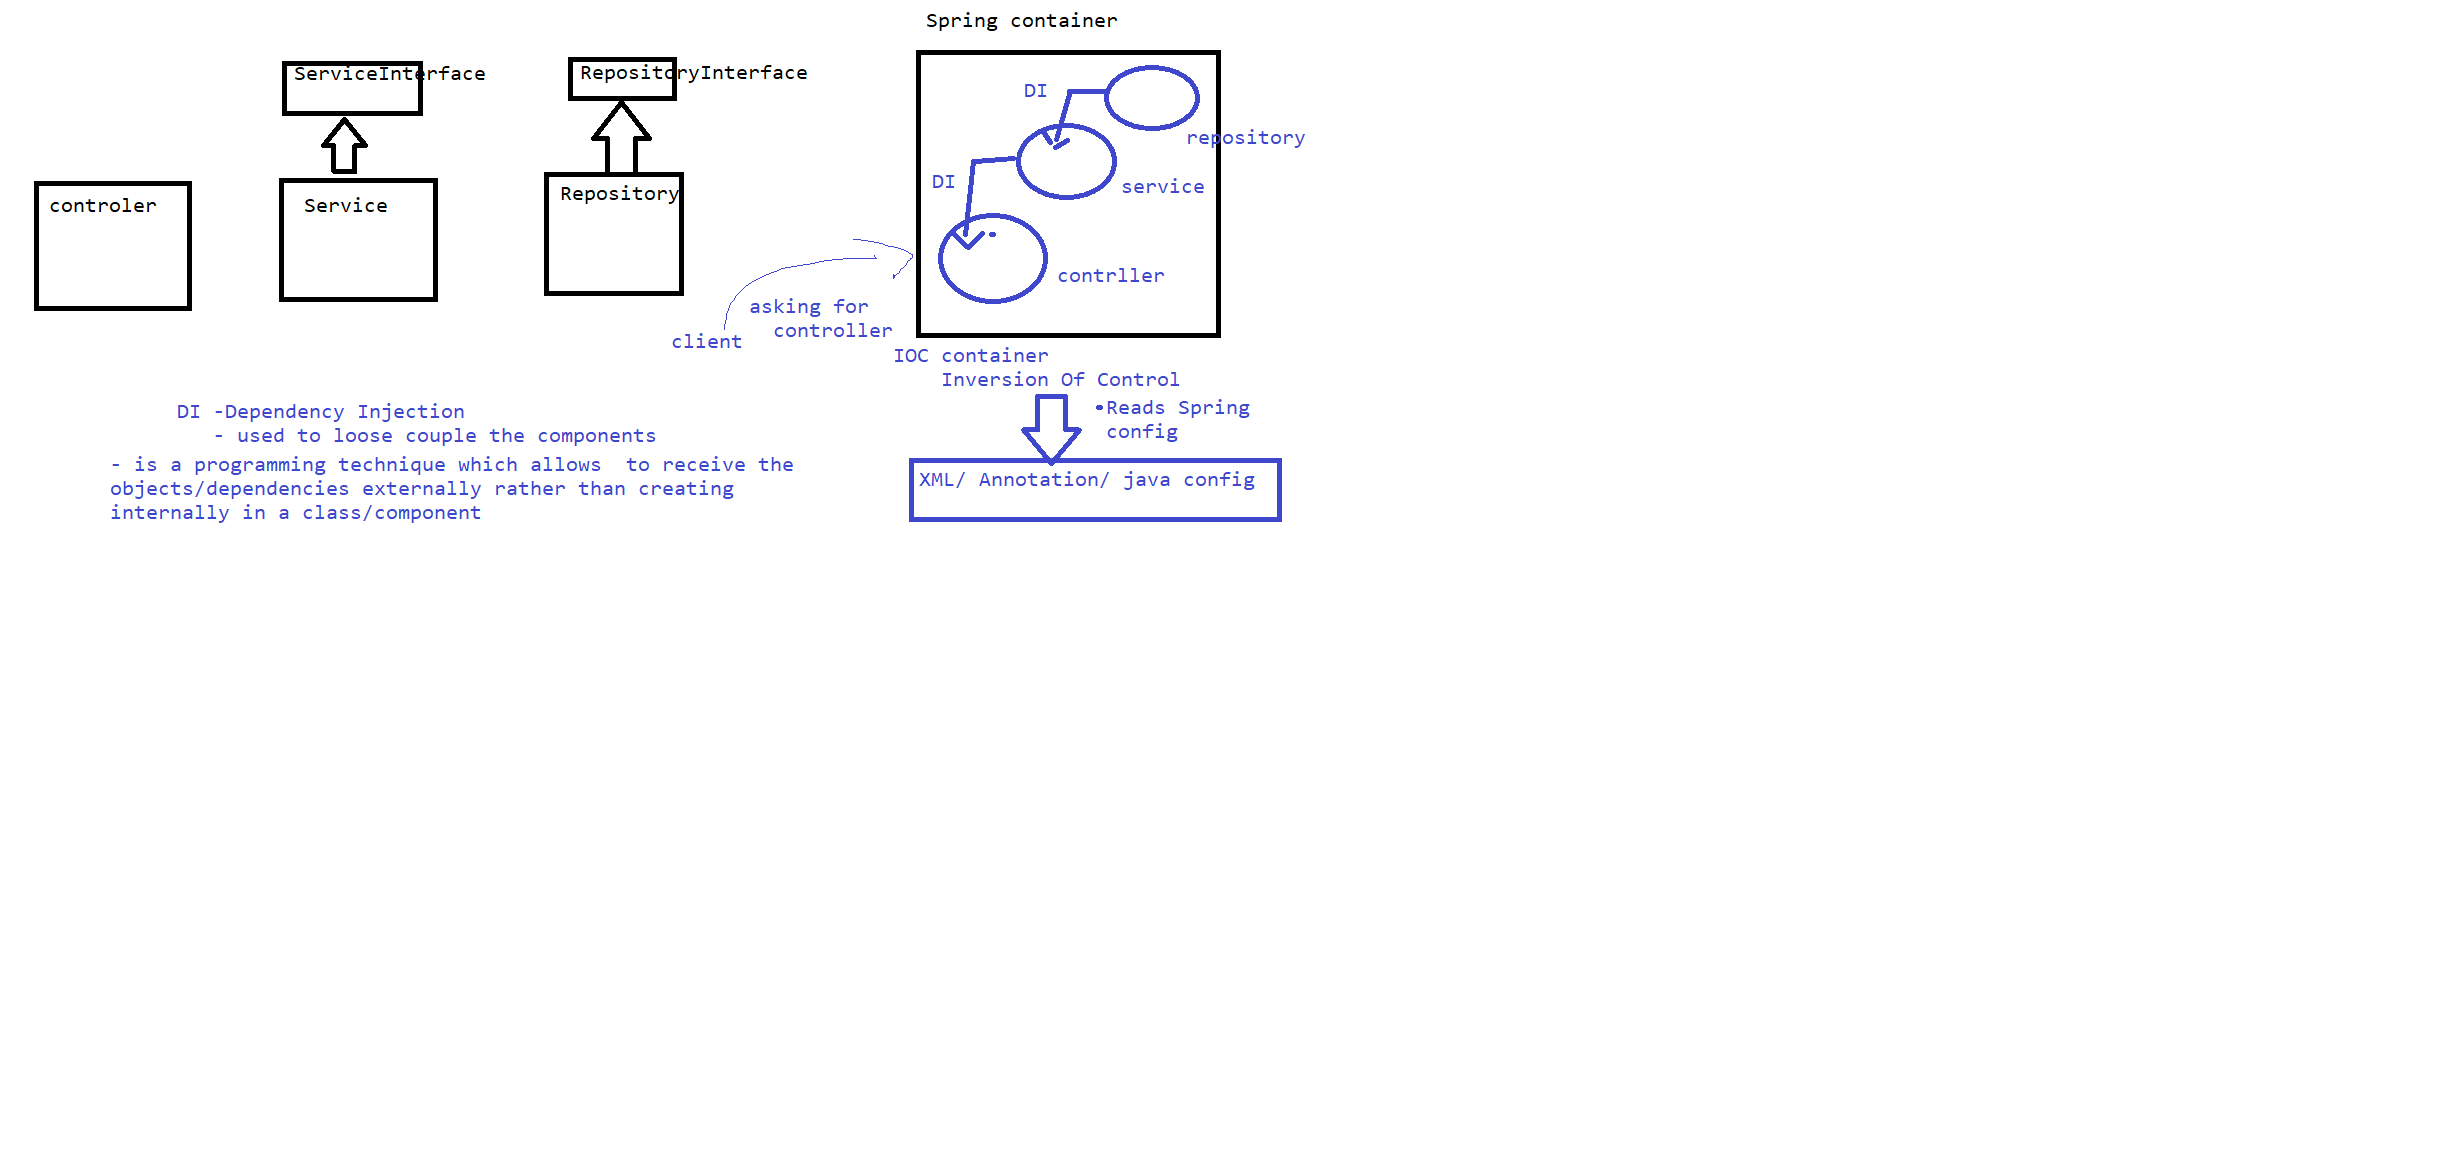 Spring container
ServiceInterface
RepositoryInterface
DI
repository
DI
service
controler
Service
Repository
contrller
asking for
controller
client
IOC container
Inversion Of Control
Reads Spring
config
DI -Dependency Injection
- used to loose couple the components
- is a programming technique which allows  to receive the
objects/dependencies externally rather than creating
internally in a class/component
XML/ Annotation/ java config